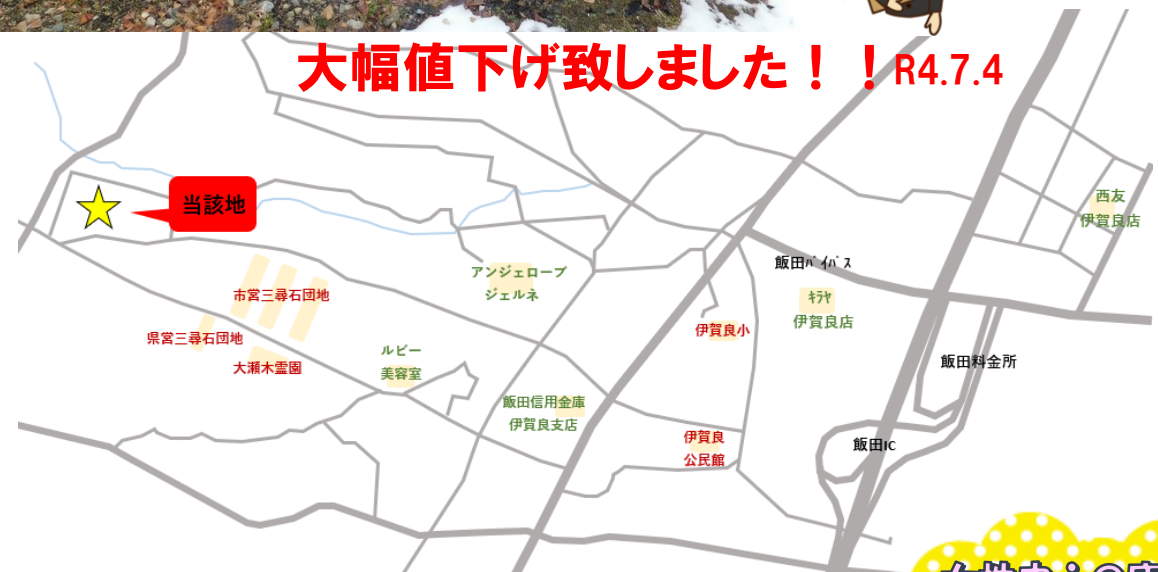 大幅値下げ致しました！！R4.7.4
当該地
西友
伊賀良店
飯田ﾊﾞｲﾊﾟｽ
アンジェローブ
ジェルネ
市営三尋石団地
ｷﾗﾔ
伊賀良店
伊賀良小
県営三尋石団地
大瀬木霊園
ルビー
美容室
飯田料金所
飯田信用金庫
伊賀良支店
伊賀良
公民館
飯田IC